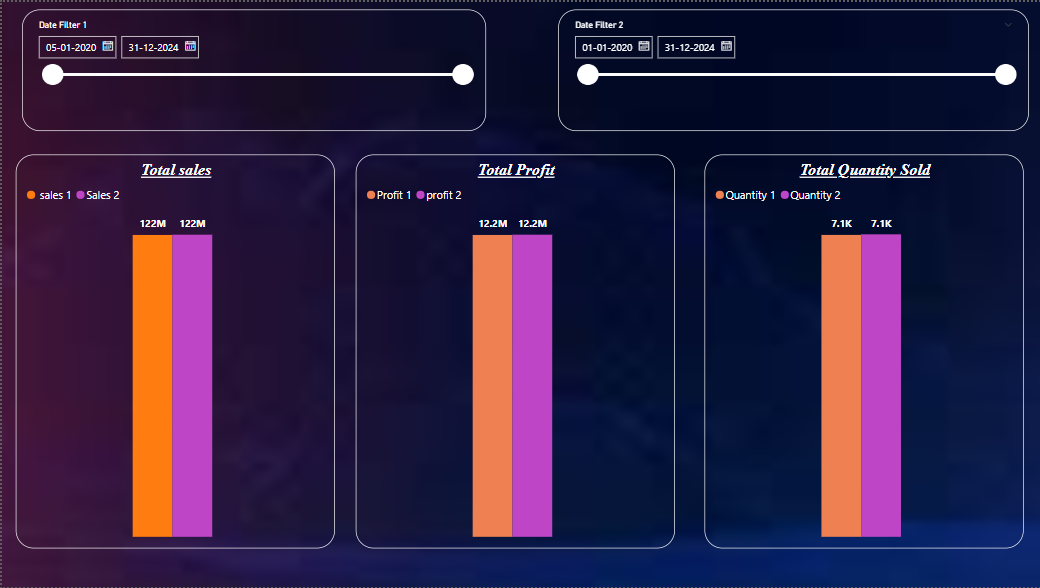 Date Filter 1
05-01-2020 31-12-2024
Date Filter 2
01-01-2020 31-12-2024
Total sales
sales 1 Sales 2
122M 122M
Total Profit
Profit 1 profit 2
12.2M 12.2M
Total Quantity Sold
Quantity 1 Quantity 2
7.1K 7.1K